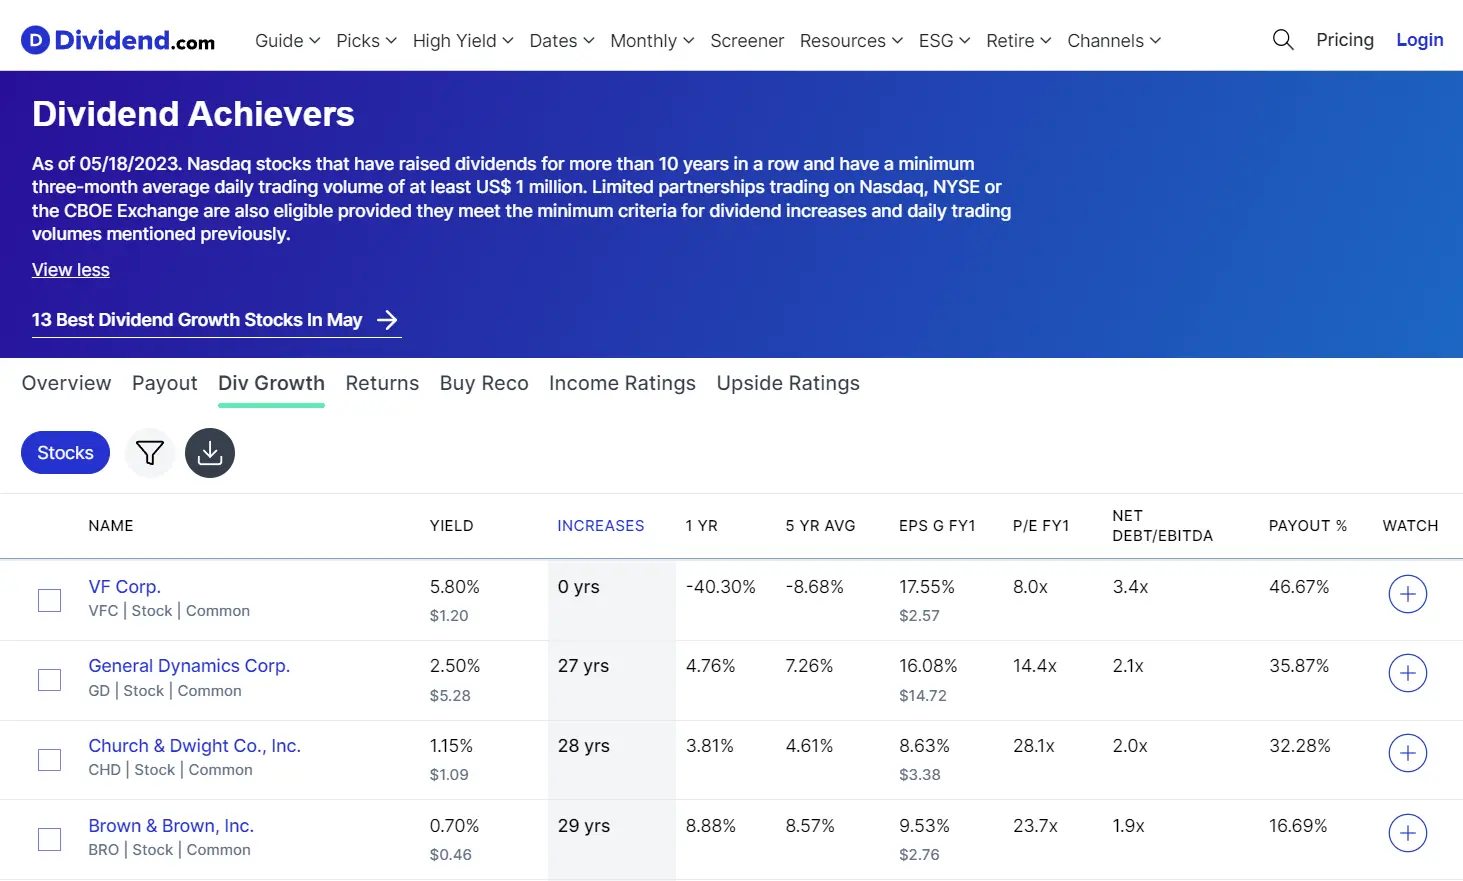 D Dividend.com Guide Picks High Yield Dates Monthly Screener Resources ESG Retire Channels Pricing Login
Dividend Achievers
As of 05/18/2023. Nasdaq stocks that have raised dividends for more than 10 years in a row and have a minimum
three-month average daily trading volume of at least US$ 1 million. Limited partnerships trading on Nasdaq, NYSE or
the CBOE Exchange are also eligible provided they meet the minimum criteria for dividend increases and daily trading
volumes mentioned previously.
View less
13 Best Dividend Growth Stocks In May
Overview Payout Div Growth Returns Buy Reco Income Ratings Upside Ratings
Stocks
NAME YIELD INCREASES 1 YR 5 YR AVG EPS G FY1 P/E FY1 NET DEBT/EBITDA PAYOUT % WATCH
VF Corp. 5.80% 0 yrs -40.30% -8.68% 17.55% 8.0x 3.4x 46.67%
VFC | Stock | Common $1.20 $2.57
General Dynamics Corp. 2.50% 27 yrs 4.76% 7.26% 16.08% 14.4x 2.1x 35.87%
GD | Stock | Common $5.28 $14.72
Church & Dwight Co., Inc. 1.15% 28 yrs 3.81% 4.61% 8.63% 28.1x 2.0x 32.28%
CHD | Stock | Common $1.09 $3.38
Brown & Brown, Inc. 0.70% 29 yrs 8.88% 8.57% 9.53% 23.7x 1.9x 16.69%
BRO | Stock | Common $0.46 $2.76